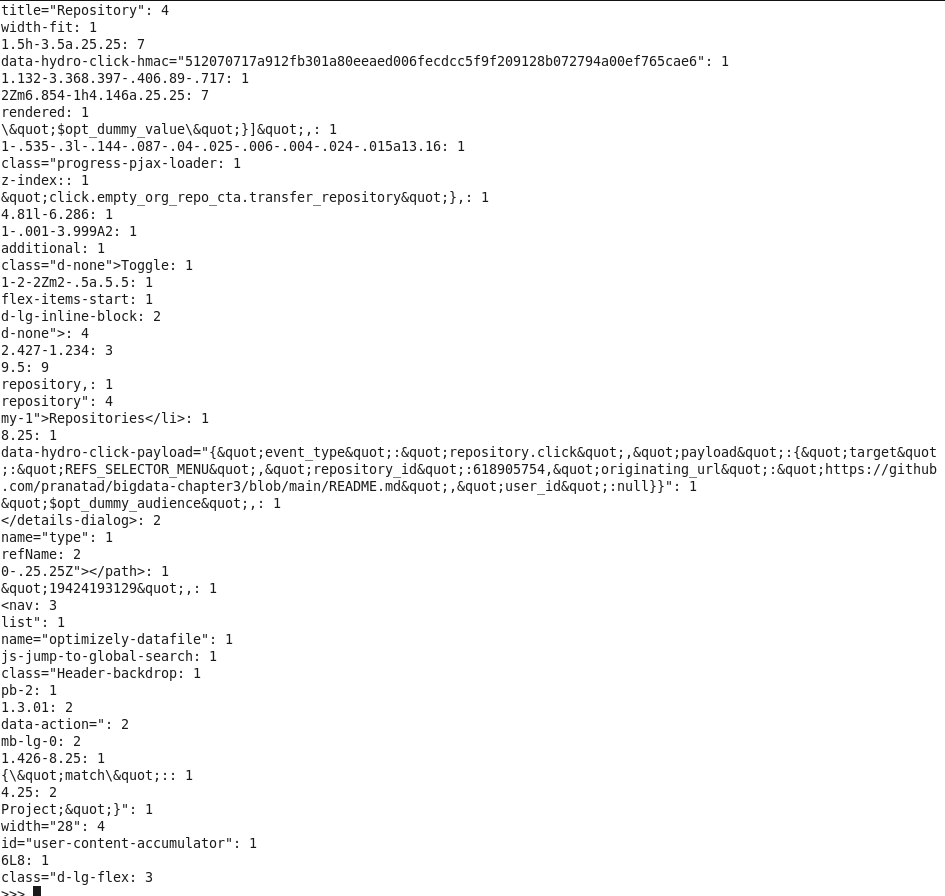 title="Repository": 4
width-fit: 1
1.5h-3.5a.25.25: 7
data-hydro-click-hmac="512070717a912fb301a80eeaed006fecdcc5f9f209128b072794a00ef765cae6": 1
1.132-3.368.397-.406.89-.717: 1
2Zm6.854-1h4.146a.25.25: 7
rendered: 1
\&quot;$opt_dummy_value\&quot;}]&quot;,: 1
1-.535-.3l-.144-.087-.04-.025-.006-.004-.024-.015a13.16: 1
class="progress-pjax-loader: 1
z-index:: 1
&quot;click.empty_org_repo_cta.transfer_repository&quot;},: 1
4.81l-6.286: 1
1-.001-3.999A2: 1
additional: 1
class="d-none">Toggle: 1
1-2-2Zm2-.5a.5.5: 1
flex-items-start: 1
d-lg-inline-block: 2
d-none">: 4
2.427-1.234: 3
9.5: 9
repository,: 1
repository": 4
my-1">Repositories</li>: 1
8.25: 1
data-hydro-click-payload="{&quot;event_type&quot;:&quot;repository.click&quot;,&quot;payload&quot;:{&quot;target&quot
;:&quot;REFS_SELECTOR_MENU&quot;,&quot;repository_id&quot;:618905754,&quot;originating_url&quot;:&quot;https://github
.com/pranatad/bigdata-chapter3/blob/main/README.md&quot;,&quot;user_id&quot;:null}}": 1
&quot;$opt_dummy_audience&quot;,: 1
</details-dialog>: 2
name="type": 1
refName: 2
0-.25.25Z"></path>: 1
&quot;19424193129&quot;,: 1
<nav: 3
list": 1
name="optimizely-datafile": 1
js-jump-to-global-search: 1
class="Header-backdrop: 1
pb-2: 1
1.3.01: 2
data-action=": 2
mb-lg-0: 2
1.426-8.25: 1
{\&quot;match\&quot;:: 1
4.25: 2
Project;&quot;}": 1
width="28": 4
id="user-content-accumulator": 1
6L8: 1
class="d-lg-flex: 3
>>>